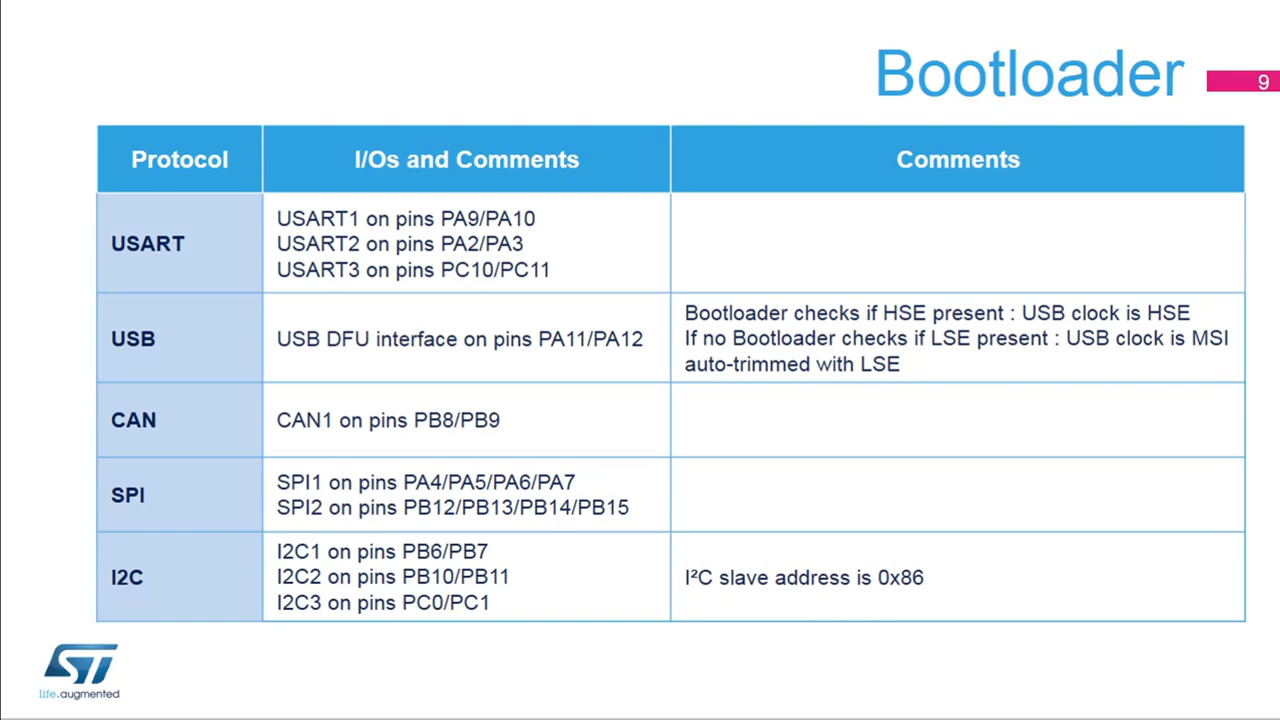 Bootloader
9
Protocol
I/Os and Comments
Comments
USART
USART1 on pins PA9/PA10
USART2 on pins PA2/PA3
USART3 on pins PC10/PC11
USB
USB DFU interface on pins PA11/PA12
Bootloader checks if HSE present : USB clock is HSE
If no Bootloader checks if LSE present : USB clock is MSI
auto-trimmed with LSE
CAN
CAN1 on pins PB8/PB9
SPI
SPI1 on pins PA4/PA5/PA6/PA7
SPI2 on pins PB12/PB13/PB14/PB15
I2C
I2C1 on pins PB6/PB7
I2C2 on pins PB10/PB11
I2C3 on pins PC0/PC1
I²C slave address is 0x86
ST
life.augmented